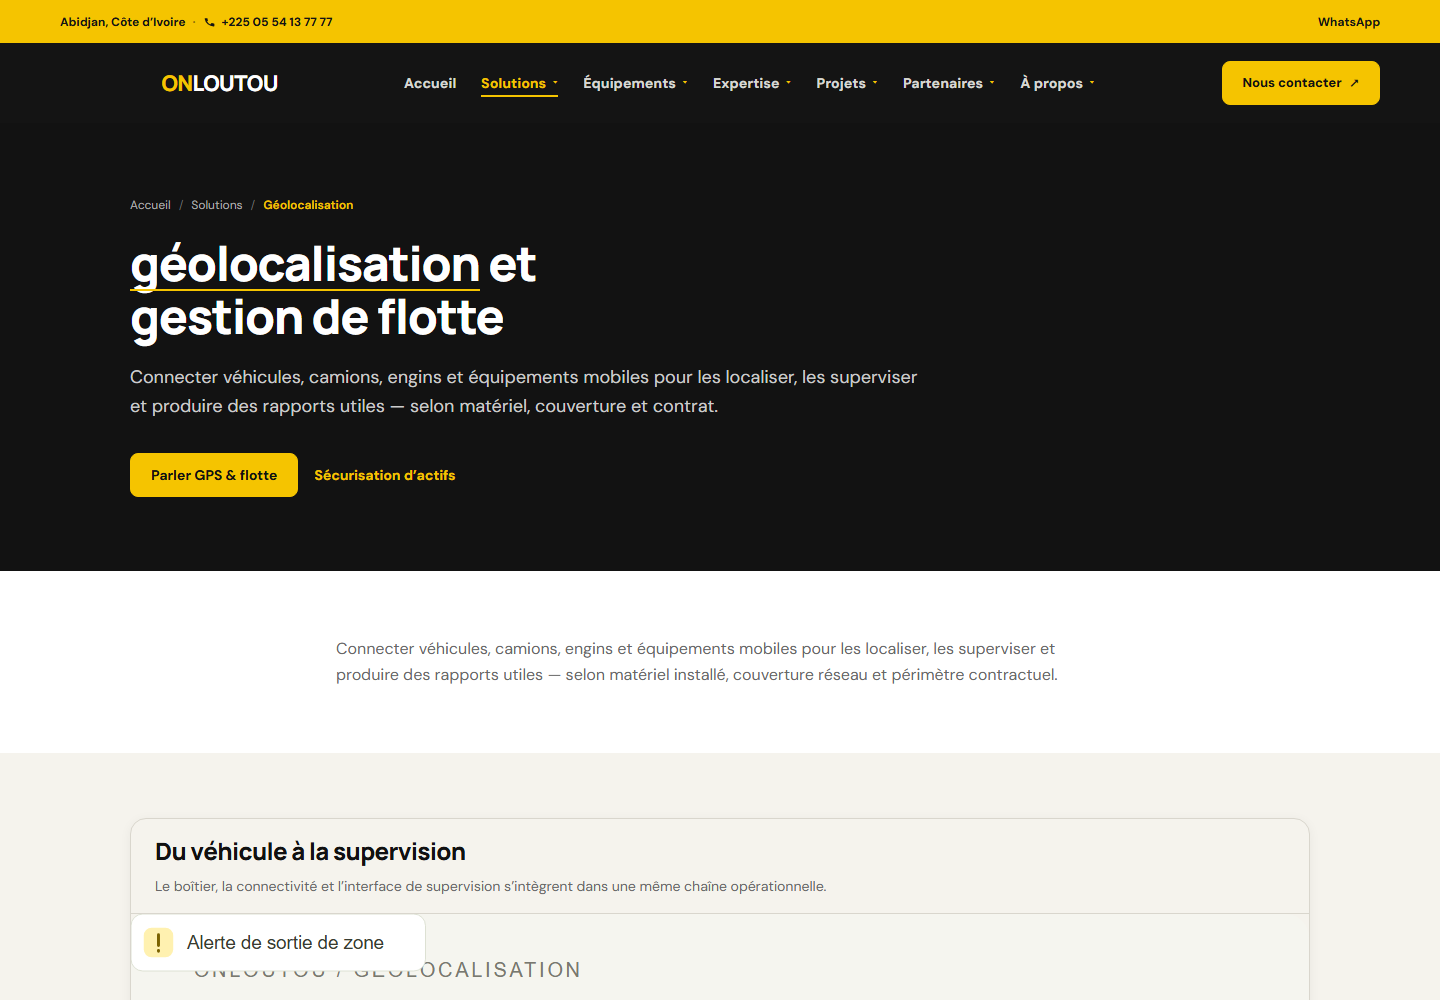 Abidjan, Côte d’Ivoire · +225 05 54 13 77 77
WhatsApp
ONLOUTOU
Accueil Solutions Équipements Expertise Projets Partenaires À propos
Nous contacter ↗
Accueil / Solutions / Géolocalisation
géolocalisation et
gestion de flotte
Connecter véhicules, camions, engins et équipements mobiles pour les localiser, les superviser
et produire des rapports utiles — selon matériel, couverture et contrat.
Parler GPS & flotte
Sécurisation d’actifs
Connecter véhicules, camions, engins et équipements mobiles pour les localiser, les superviser et
produire des rapports utiles — selon matériel installé, couverture réseau et périmètre contractuel.
Du véhicule à la supervision
Le boîtier, la connectivité et l’interface de supervision s’intègrent dans une même chaîne opérationnelle.
! Alerte de sortie de zone
ONLOUTOU / GÉOLOCALISATION